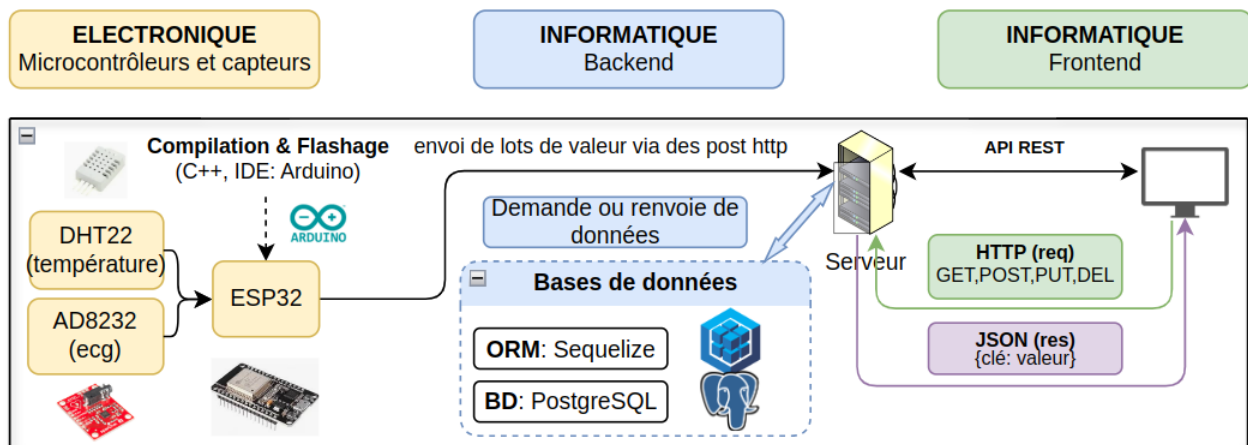 ELECTRONIQUE
Microcontrôleurs et capteurs
INFORMATIQUE
Backend
INFORMATIQUE
Frontend
Compilation & Flashage
(C++, IDE: Arduino)
envoi de lots de valeur via des post http
API REST
ARDUINO
DHT22
(température)
AD8232
(ecg)
ESP32
Demande ou renvoie de
données
Serveur
Bases de données
ORM: Sequelize
BD: PostgreSQL
HTTP (req)
GET,POST,PUT,DEL
JSON (res)
{clé: valeur}